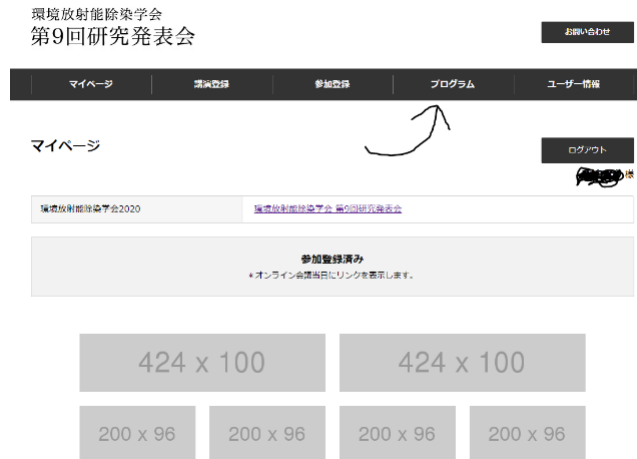 環境放射能除染学会
第9回研究発表会
お問い合わせ
マイページ 講演登録 参加登録 プログラム ユーザー情報
マイページ
ログアウト
様
環境放射能除染学会2020 環境放射能除染学会 第9回研究発表会
参加登録済み
*オンライン会議当日にリンクを表示します。
424 x 100 424 x 100
200 x 96 200 x 96 200 x 96 200 x 96